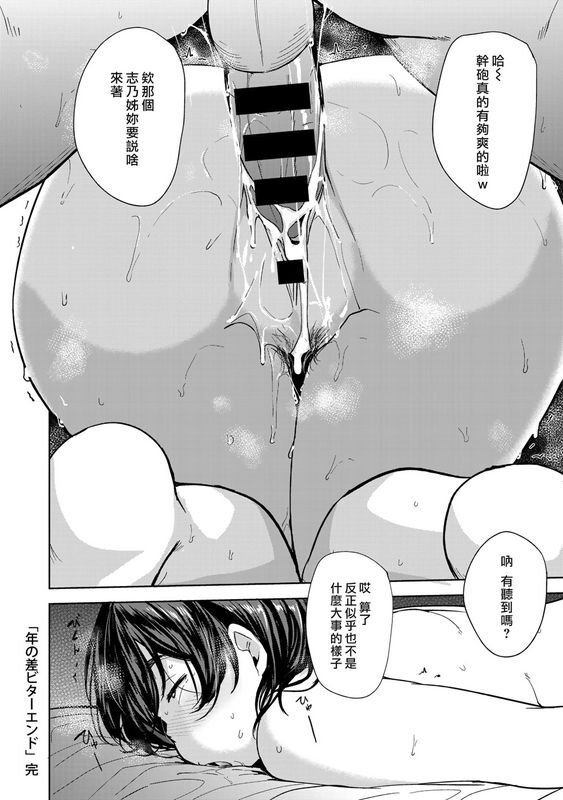 哈~
幹砲真的有夠爽的啦w
欸那個
志乃姊妳要說啥
來著
吶 有聽到嗎？
哎 算了
反正似乎也不是
什麼大事的樣子
「年の差ビターエンド」完